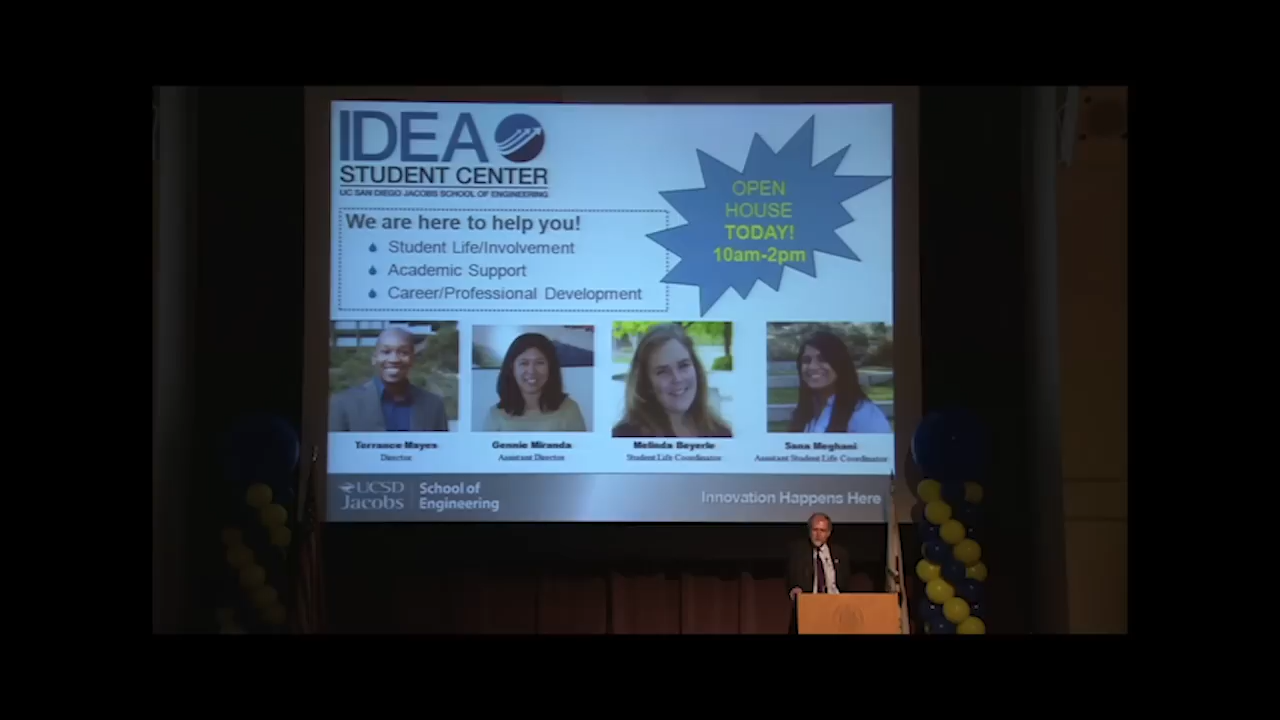 IDEA
STUDENT CENTER
UC SAN DIEGO JACOBS SCHOOL OF ENGINEERING
OPEN
HOUSE
TODAY!
10am-2pm
We are here to help you!
Student Life/Involvement
Academic Support
Career/Professional Development
Terrance Mayes
Director
Gennie Miranda
Assistant Director
Melinda Beyerle
Student Life Coordinator
Sana Meghani
Assistant Student Life Coordinator
UCSD
Jacobs
School of
Engineering
Innovation Happens Here